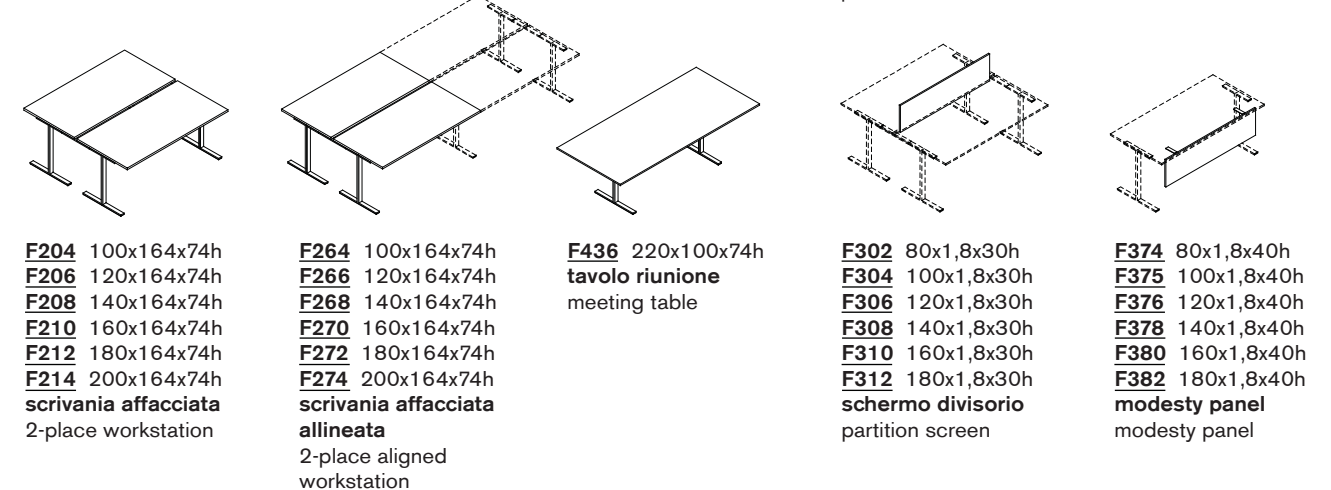 F204 100x164x74h
F206 120x164x74h
F208 140x164x74h
F210 160x164x74h
F212 180x164x74h
F214 200x164x74h
scrivania affacciata
2-place workstation
F264 100x164x74h
F266 120x164x74h
F268 140x164x74h
F270 160x164x74h
F272 180x164x74h
F274 200x164x74h
scrivania affacciata
allineata
2-place aligned
workstation
F436 220x100x74h
tavolo riunione
meeting table
F302 80x1,8x30h
F304 100x1,8x30h
F306 120x1,8x30h
F308 140x1,8x30h
F310 160x1,8x30h
F312 180x1,8x30h
schermo divisorio
partition screen
F374 80x1,8x40h
F375 100x1,8x40h
F376 120x1,8x40h
F378 140x1,8x40h
F380 160x1,8x40h
F382 180x1,8x40h
modesty panel
modesty panel